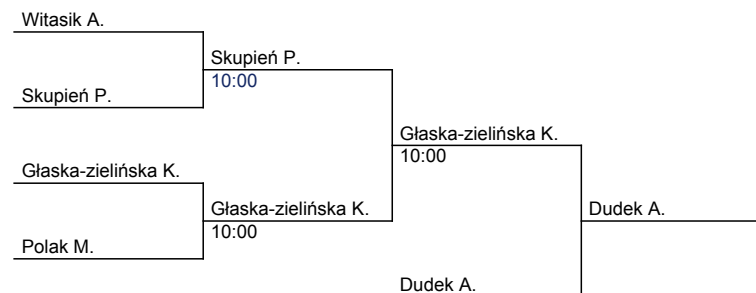 Witasik A.
Skupień P.
10:00
Skupień P.
Głaska-zielińska K.
10:00
Głaska-zielińska K.
Głaska-zielińska K.
10:00
Dudek A.
Polak M.
Dudek A.